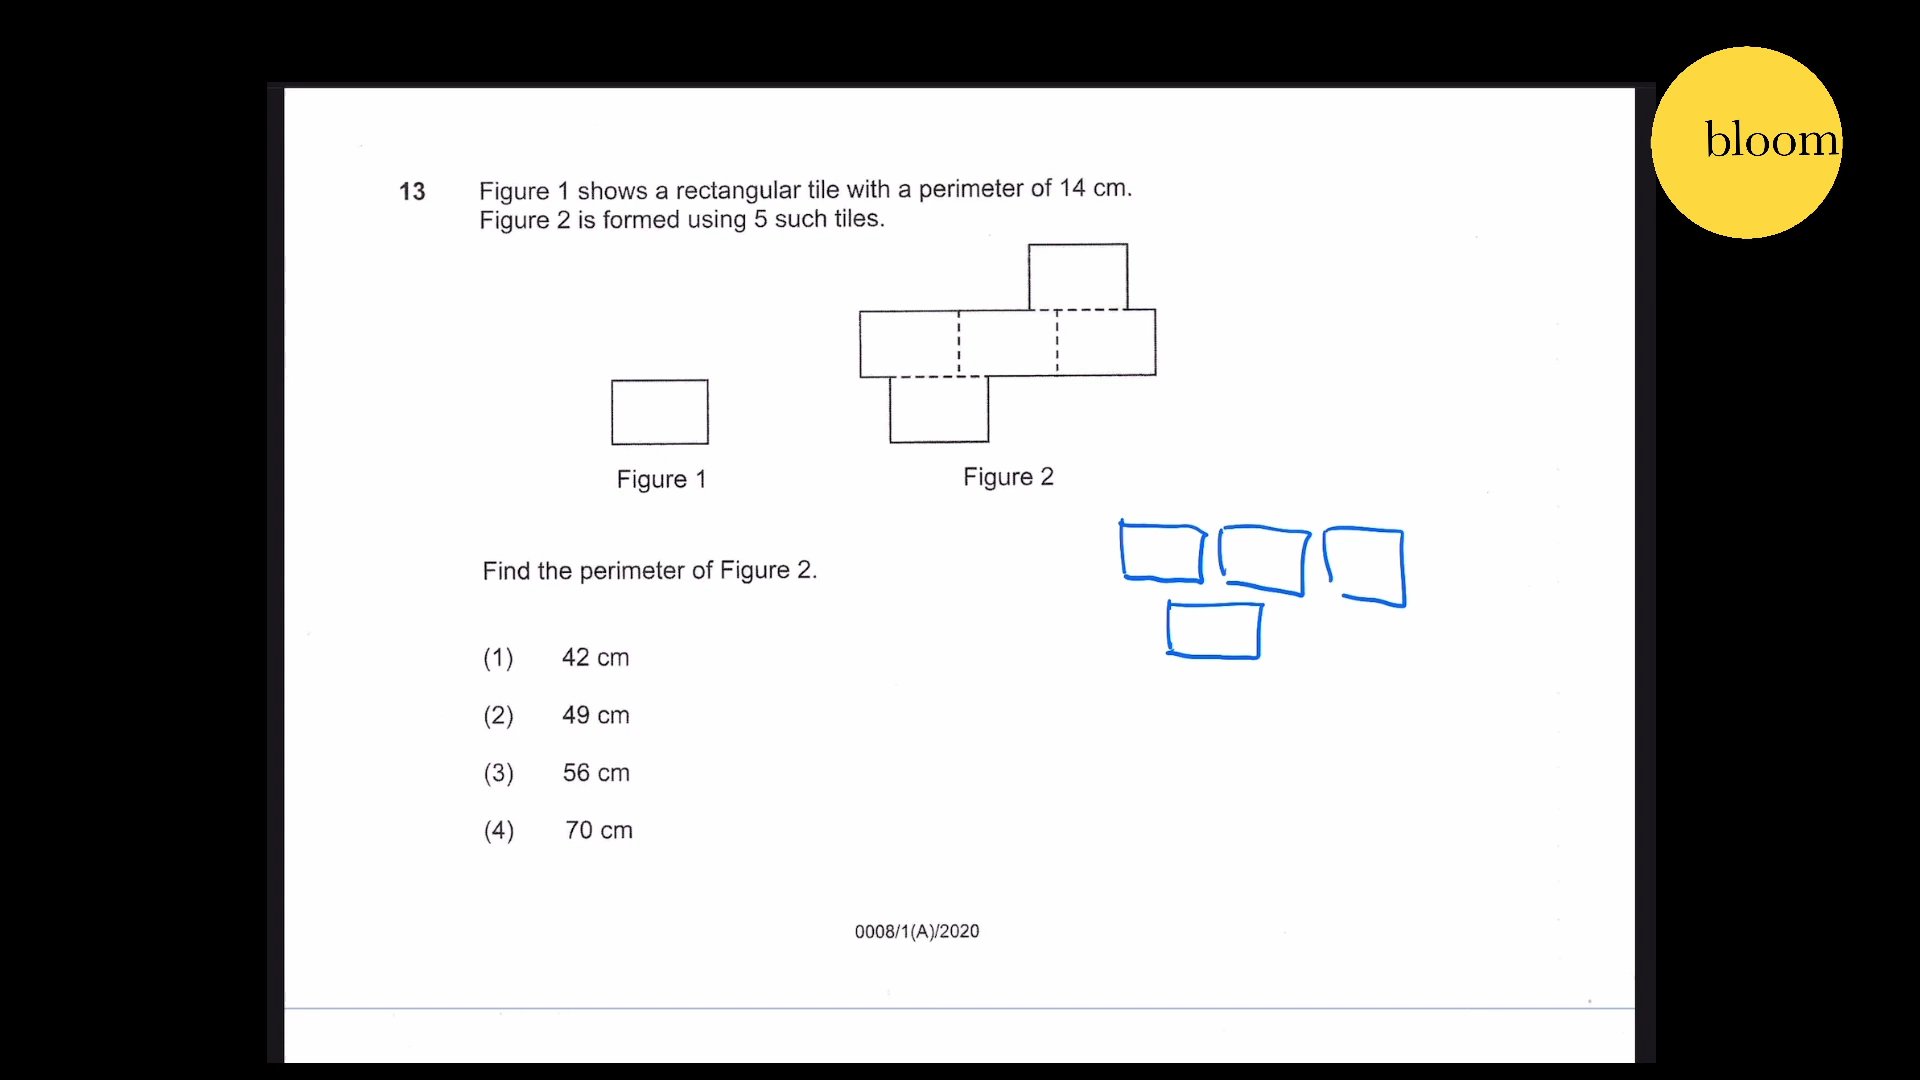 bloom
13 Figure 1 shows a rectangular tile with a perimeter of 14 cm.
Figure 2 is formed using 5 such tiles.
Figure 1
Figure 2
Find the perimeter of Figure 2.
(1) 42 cm
(2) 49 cm
(3) 56 cm
(4) 70 cm
0008/1(A)/2020